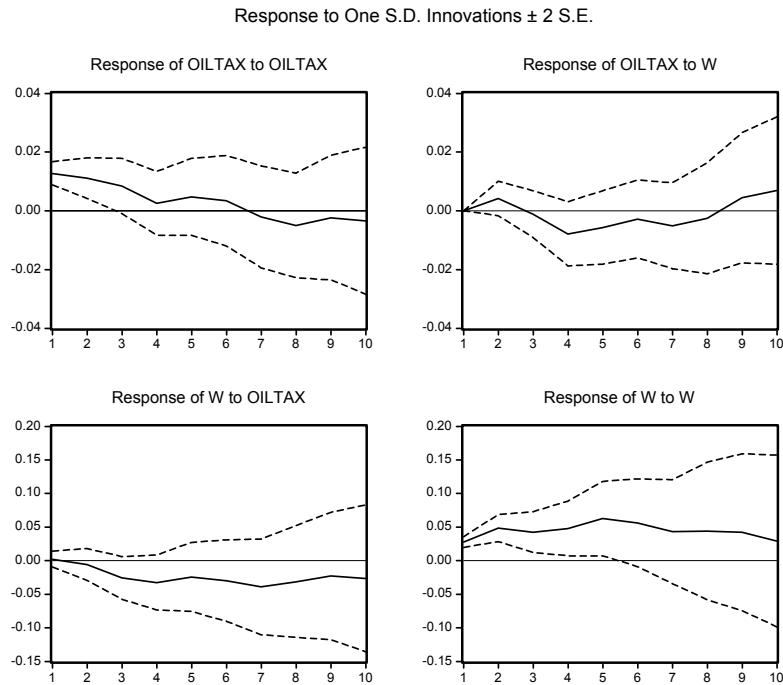 Response to One S.D. Innovations ± 2 S.E.
Response of OILTAX to OILTAX
0.04
0.02
0.00
-0.02
-0.04
1 2 3 4 5 6 7 8 9 10
Response of OILTAX to W
0.04
0.02
0.00
-0.02
-0.04
1 2 3 4 5 6 7 8 9 10
Response of W to OILTAX
0.20
0.15
0.10
0.05
0.00
-0.05
-0.10
-0.15
1 2 3 4 5 6 7 8 9 10
Response of W to W
0.20
0.15
0.10
0.05
0.00
-0.05
-0.10
-0.15
1 2 3 4 5 6 7 8 9 10